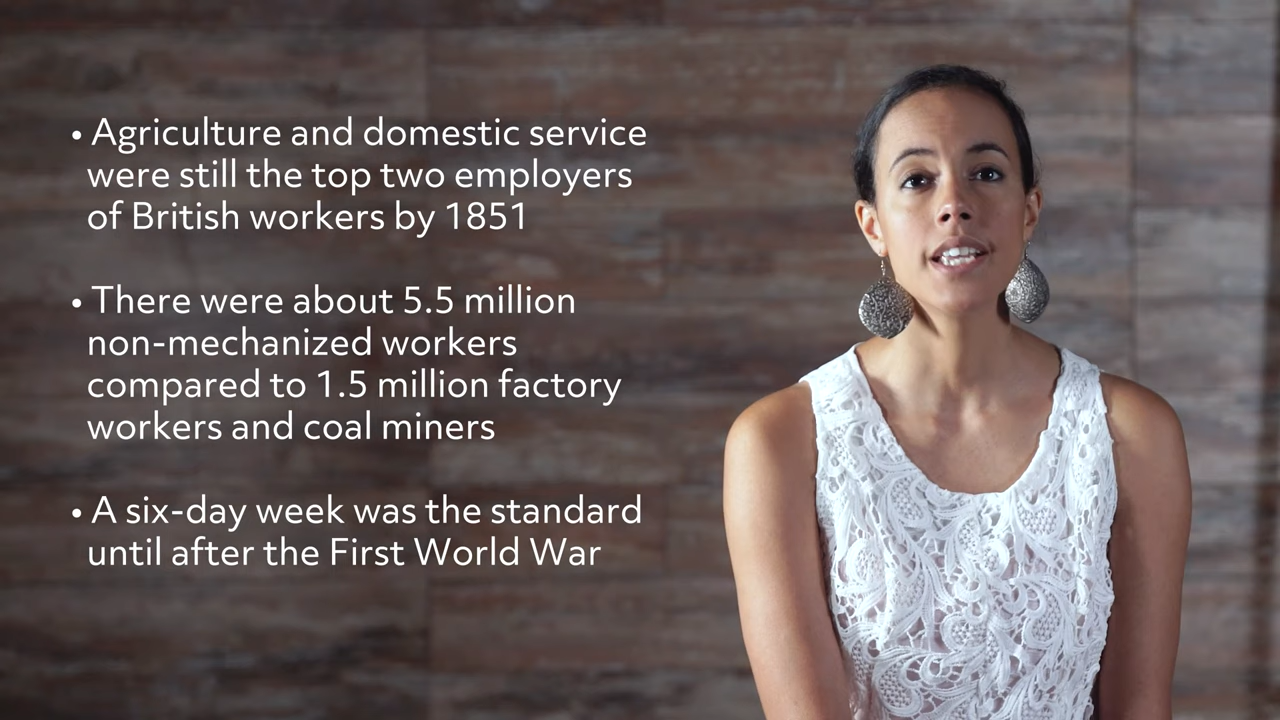 • Agriculture and domestic service
were still the top two employers
of British workers by 1851
• There were about 5.5 million
non-mechanized workers
compared to 1.5 million factory
workers and coal miners
• A six-day week was the standard
until after the First World War